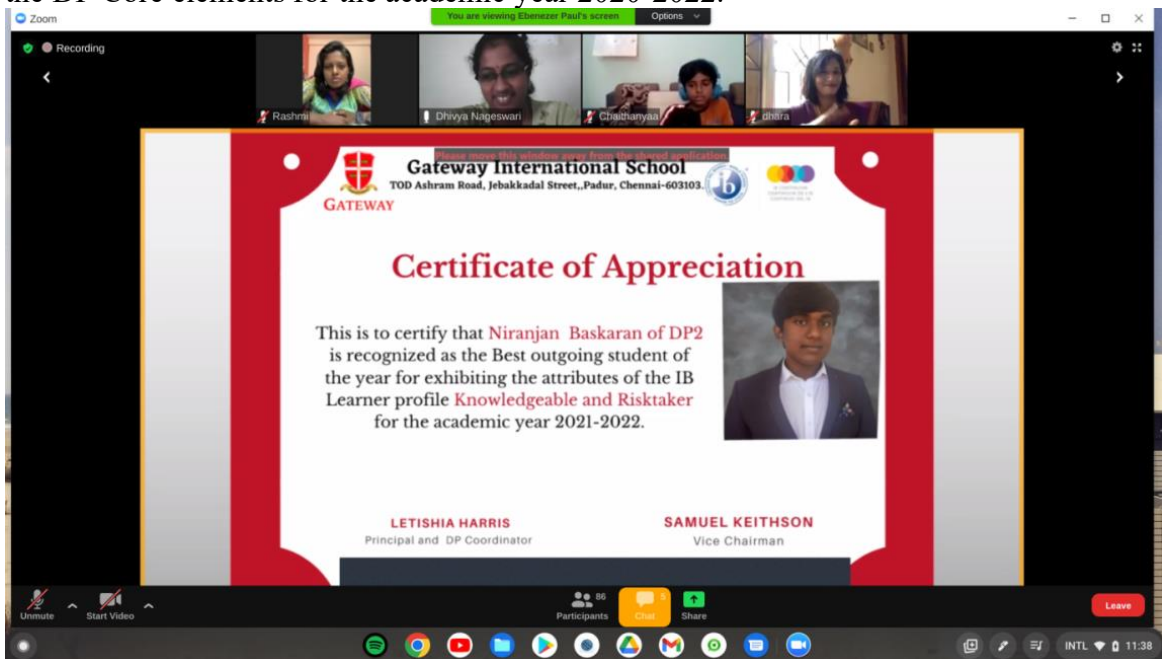 the DP Core elements for the academic year 2020-2022.
Zoom
You are viewing Ebenezer Paul's screen
Options
Recording
Rashmi
Dhivya Nageswari
Chaithanyaa
dhara
Please move this window away from the shared application.
Gateway International School
TOD Ashram Road, Jebakkadal Street,,Padur, Chennai-603103.
GATEWAY
ib
Certificate of Appreciation
This is to certify that Niranjan Baskaran of DP2
is recognized as the Best outgoing student of
the year for exhibiting the attributes of the IB
Learner profile Knowledgeable and Risktaker
for the academic year 2021-2022.
LETISHIA HARRIS
Principal and DP Coordinator
SAMUEL KEITHSON
Vice Chairman
Unmute
Start Video
86
Participants
5
Chat
Share
Leave
INTL
11:38